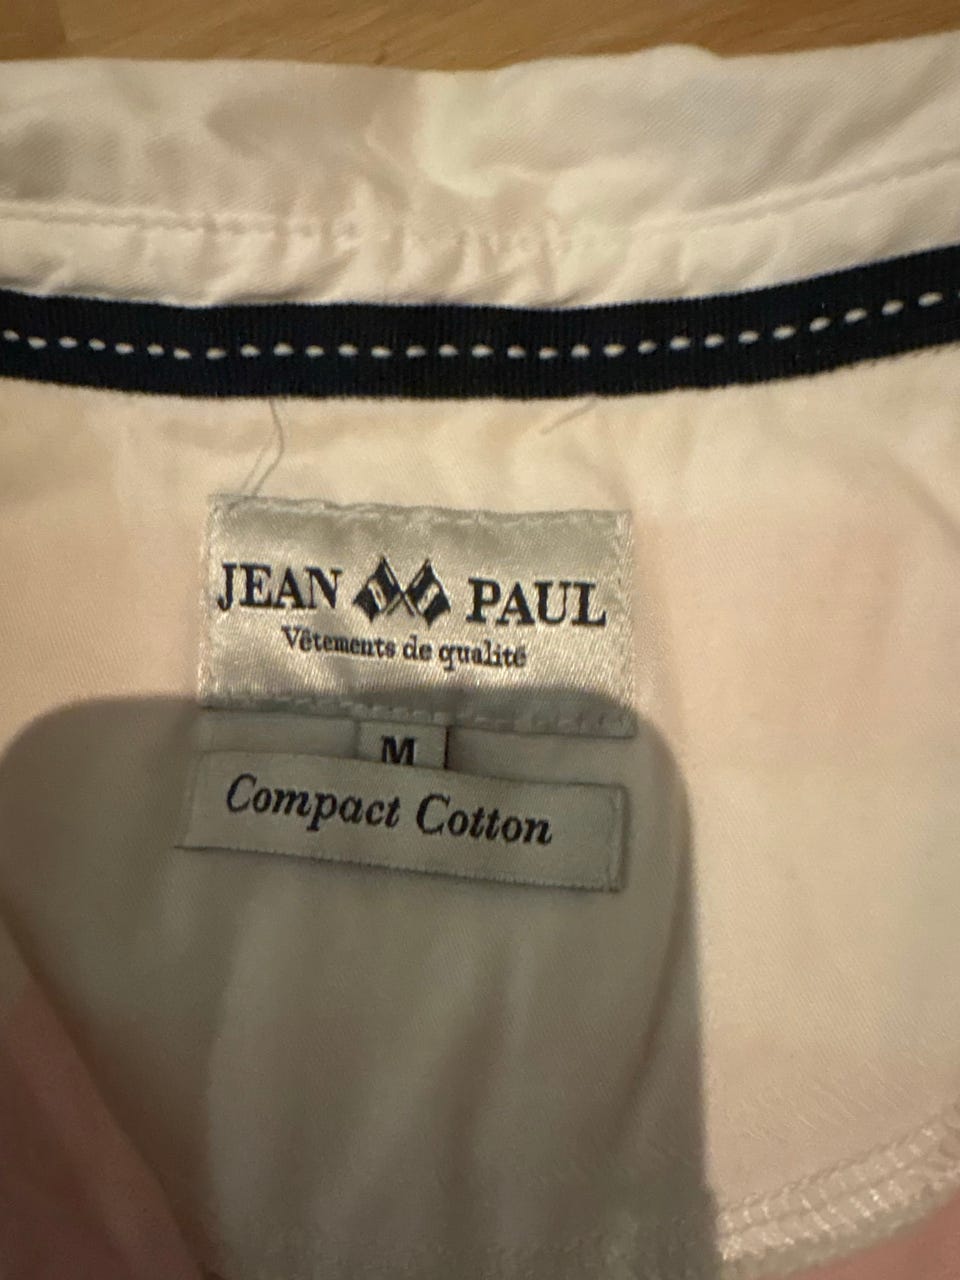 JEAN PAUL
Vêtements de qualité
M
Compact Cotton